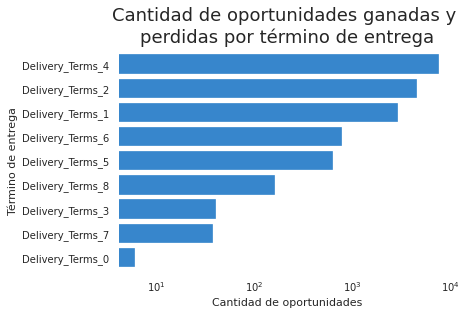 Cantidad de oportunidades ganadas y
perdidas por término de entrega
Término de entrega
Delivery_Terms_4
Delivery_Terms_2
Delivery_Terms_1
Delivery_Terms_6
Delivery_Terms_5
Delivery_Terms_8
Delivery_Terms_3
Delivery_Terms_7
Delivery_Terms_0
10¹ 10² 10³ 10⁴
Cantidad de oportunidades